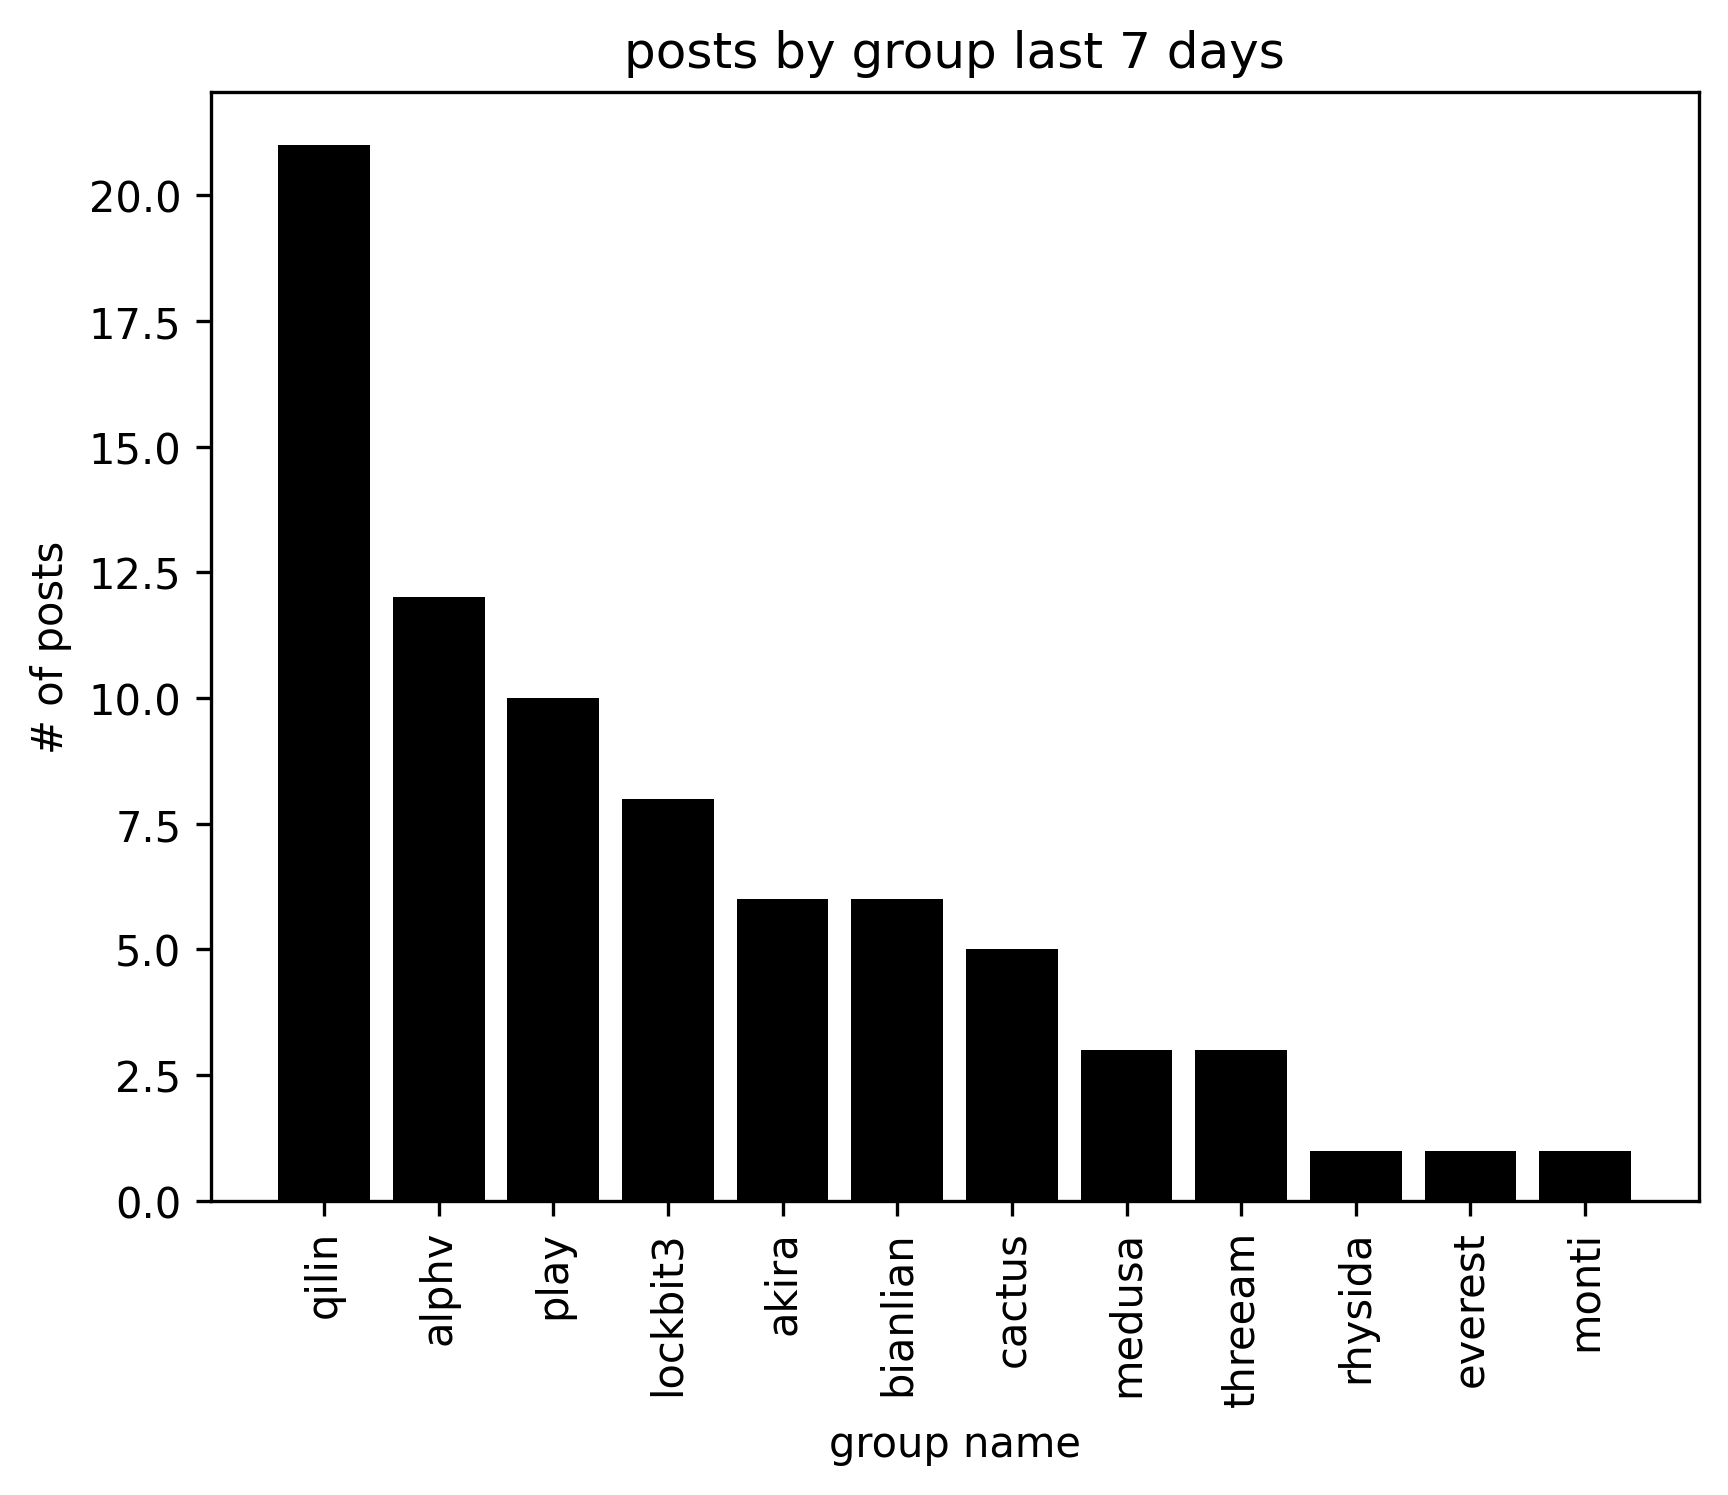 posts by group last 7 days
# of posts
20.0
17.5
15.0
12.5
10.0
7.5
5.0
2.5
0.0
qilin
alphv
play
lockbit3
akira
bianlian
cactus
medusa
threeam
rhysida
everest
monti
group name